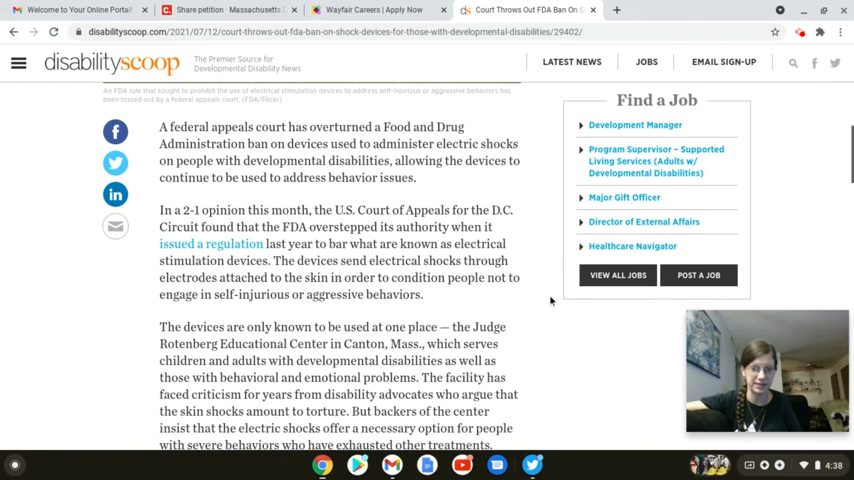 Welcome to Your Online Portal!
Share petition · Massachusetts D
Wayfair Careers | Apply Now
Court Throws Out FDA Ban On S
disabilityscoop.com/2021/07/12/court-throws-out-fda-ban-on-shock-devices-for-those-with-developmental-disabilities/29402/
disabilityscoop
The Premier Source for
Developmental Disability News
LATEST NEWS
JOBS
EMAIL SIGN-UP
An FDA rule that sought to prohibit the use of electrical stimulation devices to address self-injurious or aggressive behaviors has
been tossed out by a federal appeals court. (FDA/Flickr)
A federal appeals court has overturned a Food and Drug
Administration ban on devices used to administer electric shocks
on people with developmental disabilities, allowing the devices to
continue to be used to address behavior issues.
In a 2-1 opinion this month, the U.S. Court of Appeals for the D.C.
Circuit found that the FDA overstepped its authority when it
issued a regulation last year to bar what are known as electrical
stimulation devices. The devices send electrical shocks through
electrodes attached to the skin in order to condition people not to
engage in self-injurious or aggressive behaviors.
The devices are only known to be used at one place — the Judge
Rotenberg Educational Center in Canton, Mass., which serves
children and adults with developmental disabilities as well as
those with behavioral and emotional problems. The facility has
faced criticism for years from disability advocates who argue that
the skin shocks amount to torture. But backers of the center
insist that the electric shocks offer a necessary option for people
with severe behaviors who have exhausted other treatments.
Find a Job
Development Manager
Program Supervisor – Supported
Living Services (Adults w/
Developmental Disabilities)
Major Gift Officer
Director of External Affairs
Healthcare Navigator
VIEW ALL JOBS
POST A JOB
4:38